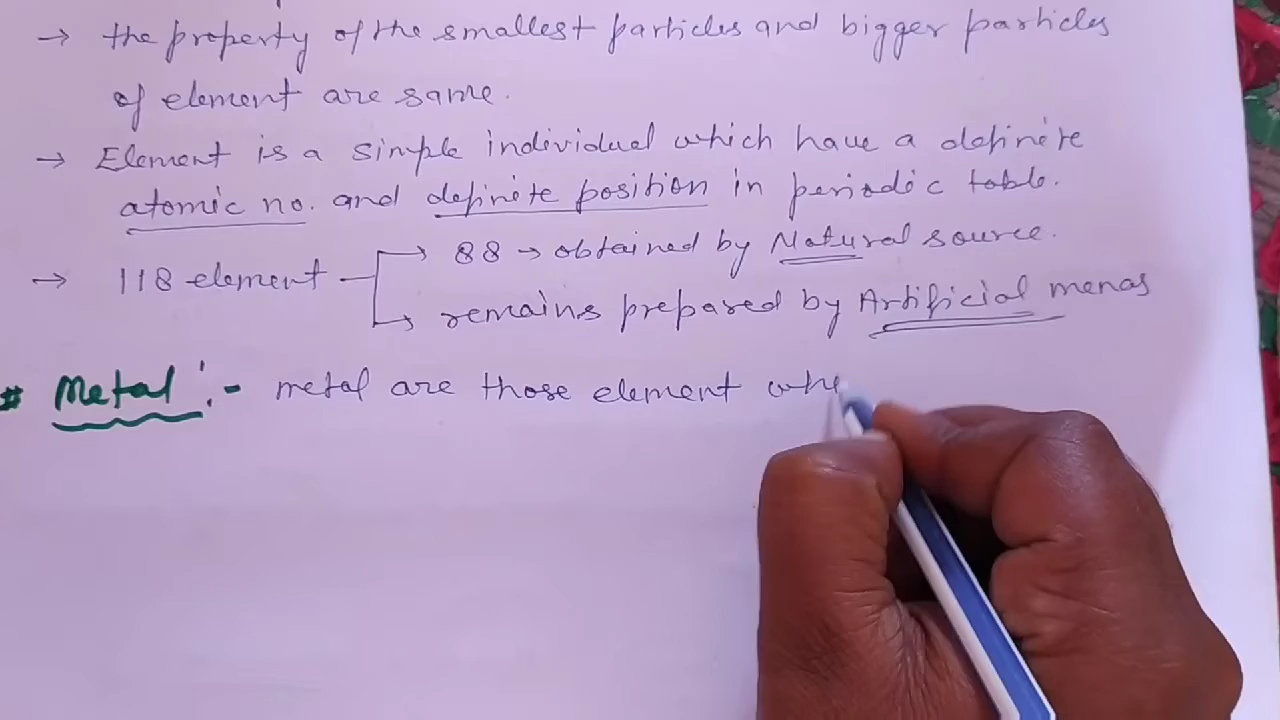 → the property of the smallest particles and bigger particles
of element are same.
→ Element is a simple individual which have a definite
atomic no. and definite position in periodic table.
→ 118 element → 88 → obtained by Natural source.
→ remains prepared by Artificial menas
# Metal :- metal are those element whi